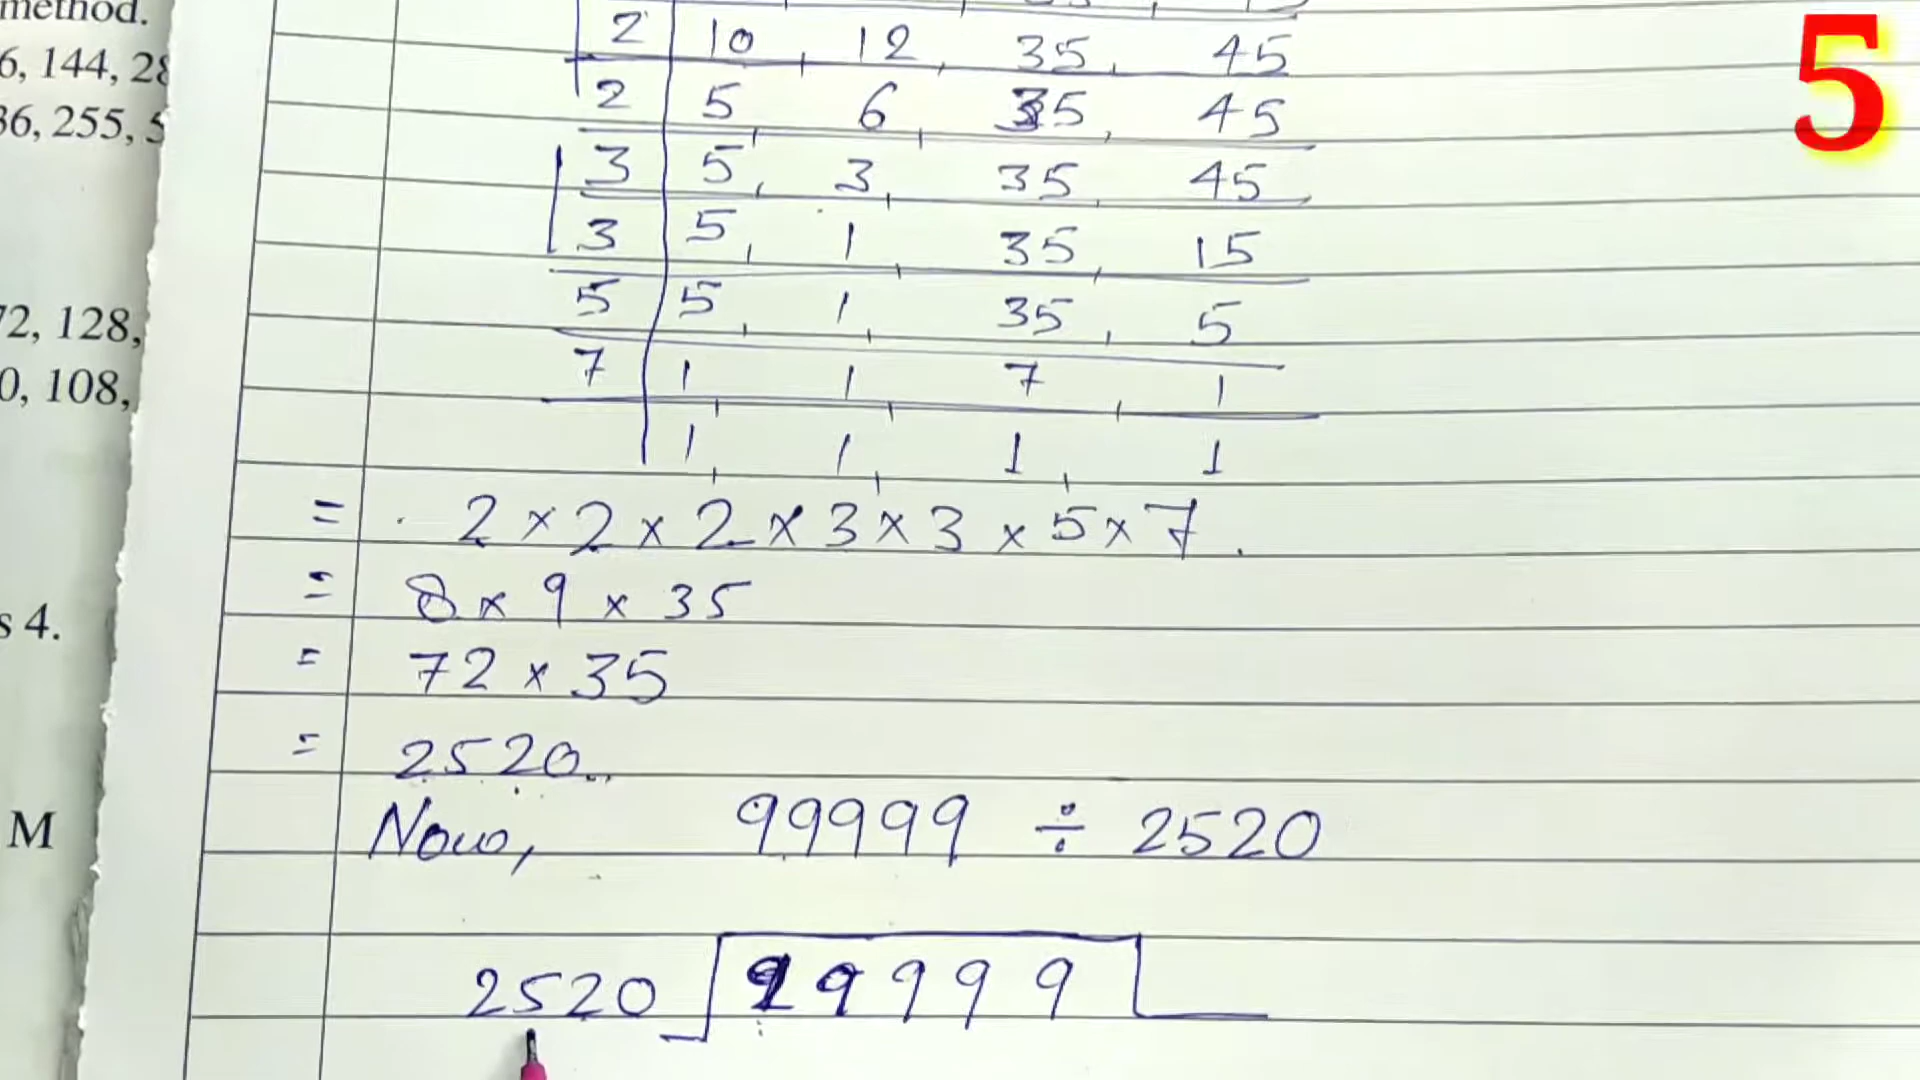 method.
6, 144, 28
36, 255, 5
72, 128,
0, 108,
s 4.
M
5
2 10, 12, 35, 45
2 5, 6, 35, 45
3 5, 3, 35, 45
3 5, 1, 35, 15
5 5, 1, 35, 5
7 1, 1, 7, 1
1, 1, 1, 1
= 2 × 2 × 2 × 3 × 3 × 5 × 7.
= 8 × 9 × 35
= 72 × 35
= 2520..
Now, 99999 ÷ 2520
2520 99999